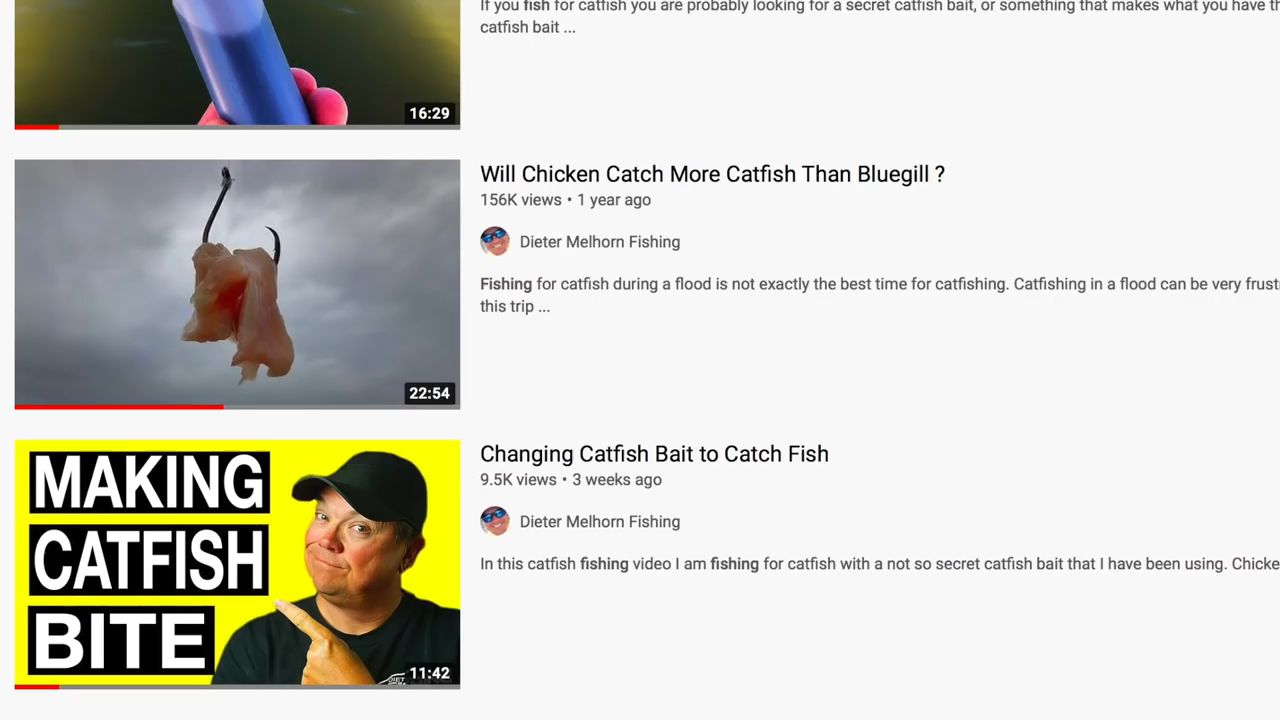 If you fish for catfish you are probably looking for a secret catfish bait, or something that makes what you have th
catfish bait ...
16:29
Will Chicken Catch More Catfish Than Bluegill ?
156K views • 1 year ago
Dieter Melhorn Fishing
Fishing for catfish during a flood is not exactly the best time for catfishing. Catfishing in a flood can be very frust
this trip ...
22:54
MAKING
CATFISH
BITE
11:42
Changing Catfish Bait to Catch Fish
9.5K views • 3 weeks ago
Dieter Melhorn Fishing
In this catfish fishing video I am fishing for catfish with a not so secret catfish bait that I have been using. Chicke